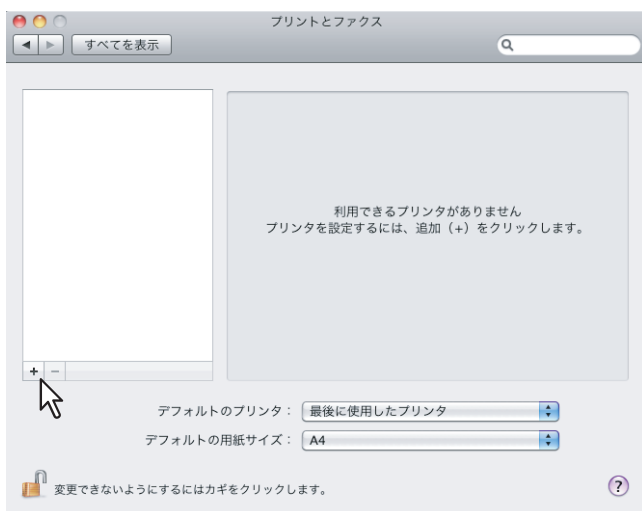 プリントとファクス
すべてを表示
利用できるプリンタがありません
プリンタを設定するには、追加（+）をクリックします。
+ −
デフォルトのプリンタ： 最後に使用したプリンタ
デフォルトの用紙サイズ： A4
変更できないようにするにはカギをクリックします。
?